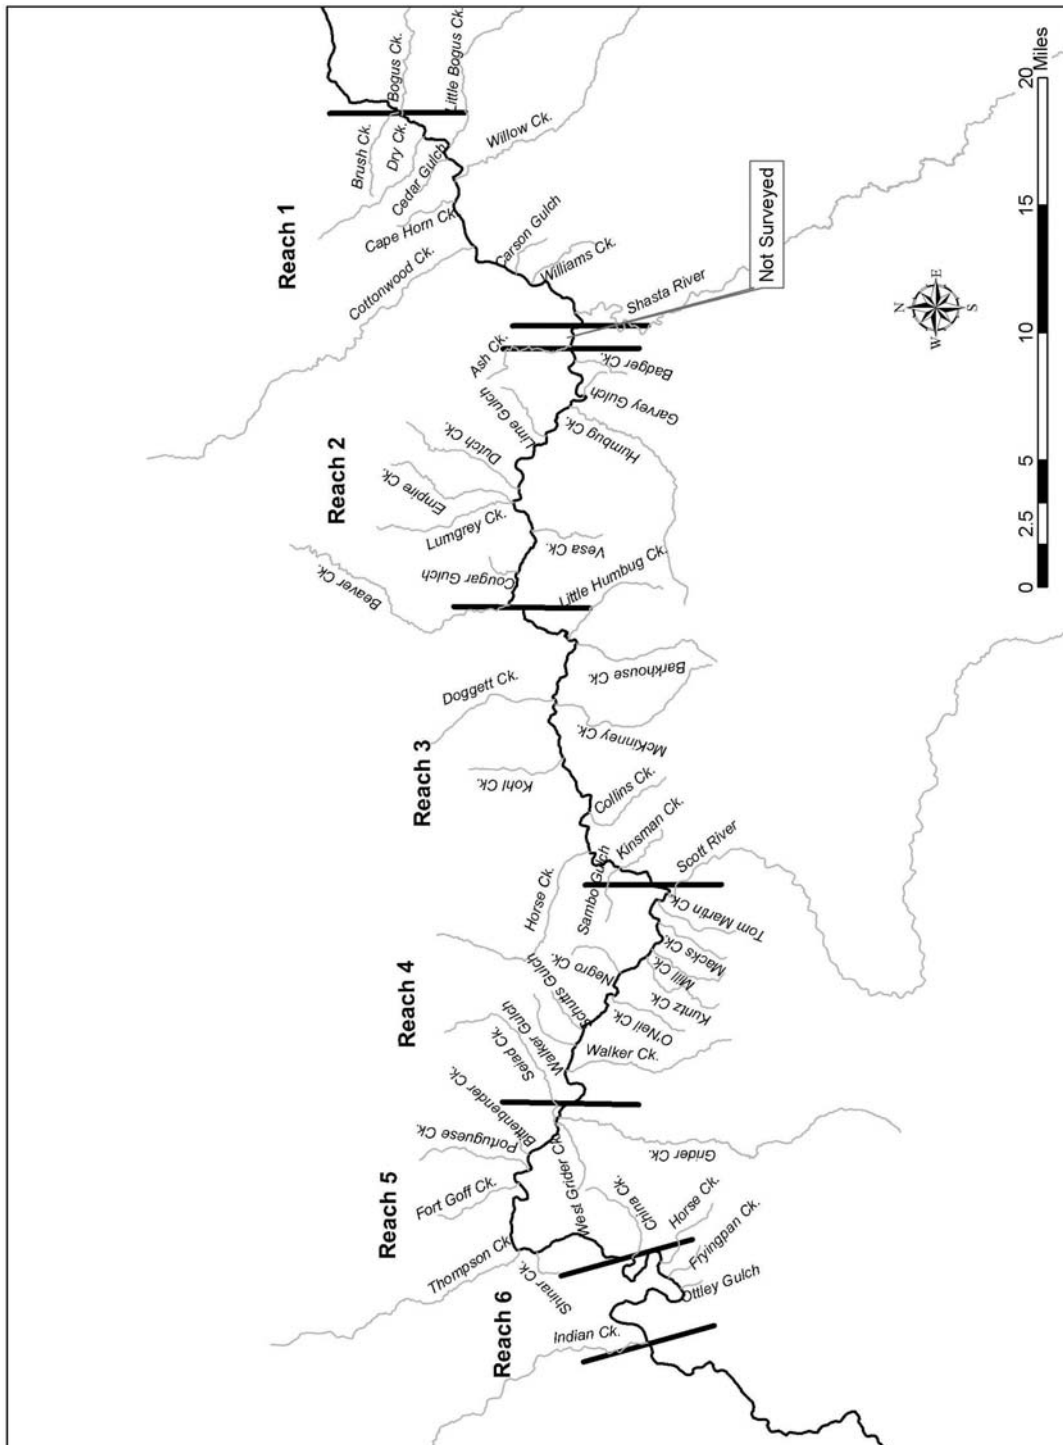 Bogus Ck.
Little Bogus Ck.
Brush Ck.
Dry Ck.
Cedar Gulch
Willow Ck.
Cape Horn Ck.
Reach 1
Cottonwood Ck.
Carson Gulch
Williams Ck.
Shasta River
Not Surveyed
Ash Ck.
Badger Ck.
Garvey Gulch
Lime Gulch
Humbug Ck.
Dutch Ck.
Reach 2
Empire Ck.
Lumgrey Ck.
Vesa Ck.
Cougar Gulch
Beaver Ck.
Little Humbug Ck.
Barkhouse Ck.
Doggett Ck.
McKinney Ck.
Reach 3
Kohl Ck.
Collins Ck.
Kinsman Ck.
Sambo Gulch
Horse Ck.
Scott River
Tom Martin Ck.
Macks Ck.
Mill Ck.
Kuntz Ck.
Negro Ck.
O'Neil Ck.
Schutts Gulch
Reach 4
Walker Gulch
Walker Ck.
Seiad Ck.
Bittenbender Ck.
Portuguese Ck.
Grider Ck.
West Grider Ck.
Fort Goff Ck.
Reach 5
China Ck.
Horse Ck.
Fryingpan Ck.
Ottley Gulch
Thompson Ck.
Shinar Ck.
Reach 6
Indian Ck.
N
W E
S
0 2.5 5 10 15 20
Miles